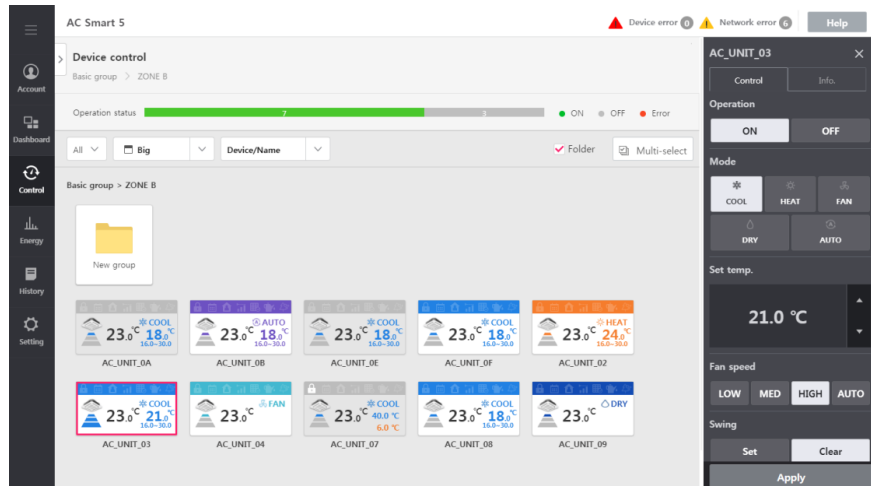 AC Smart 5
Device error 0
Network error 6
Help
Account
Dashboard
Control
Energy
History
Setting
Device control
Basic group > ZONE B
Operation status
7
3
ON
OFF
Error
All
Big
Device/Name
Folder
Multi-select
Basic group > ZONE B
New group
23.0℃ COOL 18.0℃ 16.0~30.0
AC_UNIT_0A
23.0℃ AUTO 18.0℃ 16.0~30.0
AC_UNIT_0B
23.0℃ COOL 18.0℃ 16.0~30.0
AC_UNIT_0E
23.0℃ COOL 18.0℃ 16.0~30.0
AC_UNIT_0F
23.0℃ HEAT 24.0℃ 16.0~30.0
AC_UNIT_02
23.0℃ COOL 21.0℃ 16.0~30.0
AC_UNIT_03
23.0℃ FAN
AC_UNIT_04
23.0℃ COOL 40.0 ℃ 6.0 ℃
AC_UNIT_07
23.0℃ COOL 18.0℃ 16.0~30.0
AC_UNIT_08
23.0℃ DRY
AC_UNIT_09
AC_UNIT_03
Control
Info.
Operation
ON
OFF
Mode
COOL
HEAT
FAN
DRY
AUTO
Set temp.
21.0 ℃
Fan speed
LOW
MED
HIGH
AUTO
Swing
Set
Clear
Apply